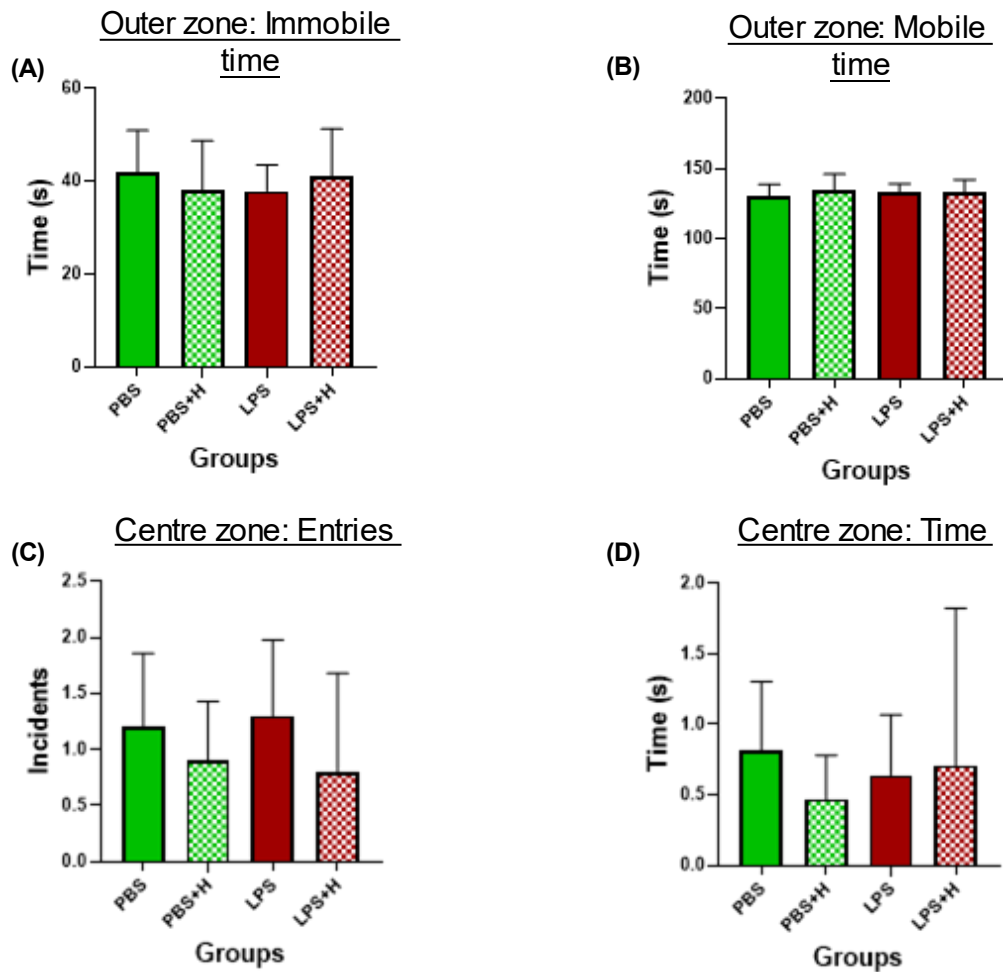 Outer zone: Immobile
time
(A)
60
40
20
0
Time (s)
PBS
PBS+H
LPS
LPS+H
Groups
Outer zone: Mobile
time
(B)
200
150
100
50
0
Time (s)
PBS
PBS+H
LPS
LPS+H
Groups
Centre zone: Entries
(C)
2.5
2.0
1.5
1.0
0.5
0.0
Incidents
PBS
PBS+H
LPS
LPS+H
Groups
Centre zone: Time
(D)
2.0
1.5
1.0
0.5
0.0
Time (s)
PBS
PBS+H
LPS
LPS+H
Groups